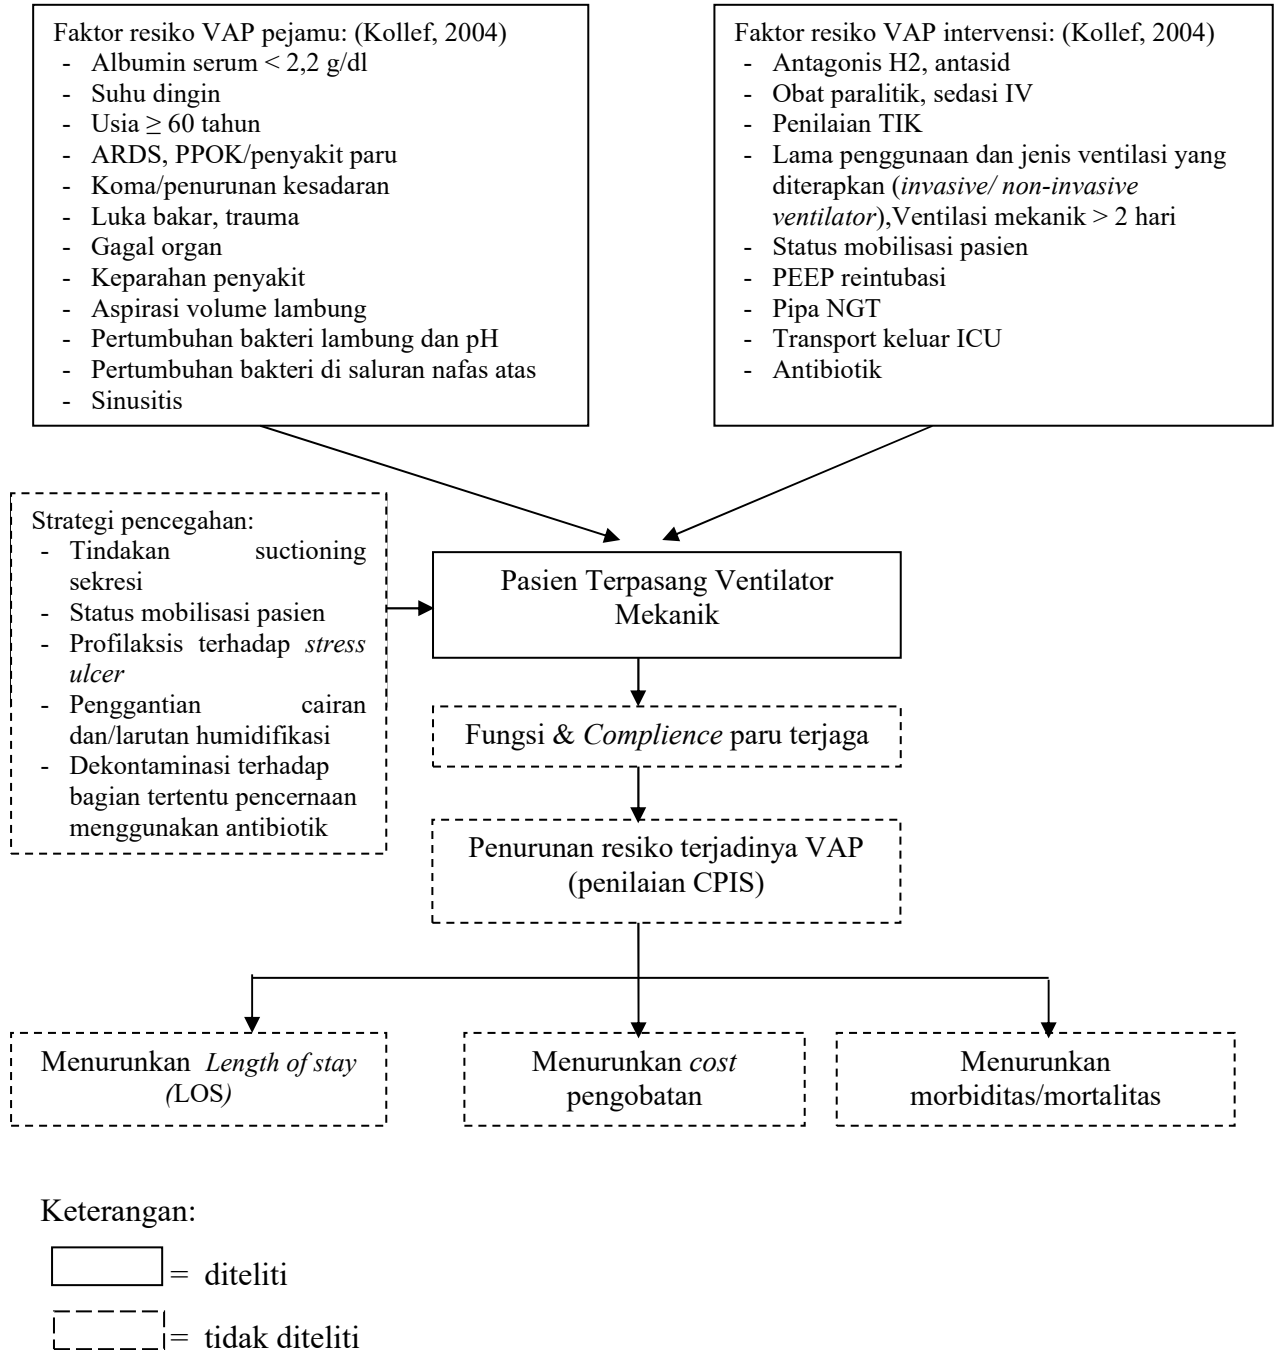 Faktor resiko VAP pejamu: (Kollef, 2004)
- Albumin serum < 2,2 g/dl
- Suhu dingin
- Usia ≥ 60 tahun
- ARDS, PPOK/penyakit paru
- Koma/penurunan kesadaran
- Luka bakar, trauma
- Gagal organ
- Keparahan penyakit
- Aspirasi volume lambung
- Pertumbuhan bakteri lambung dan pH
- Pertumbuhan bakteri di saluran nafas atas
- Sinusitis
Faktor resiko VAP intervensi: (Kollef, 2004)
- Antagonis H2, antasid
- Obat paralitik, sedasi IV
- Penilaian TIK
- Lama penggunaan dan jenis ventilasi yang
diterapkan (invasive/ non-invasive
ventilator),Ventilasi mekanik > 2 hari
- Status mobilisasi pasien
- PEEP reintubasi
- Pipa NGT
- Transport keluar ICU
- Antibiotik
Strategi pencegahan:
- Tindakan suctioning
sekresi
- Status mobilisasi pasien
- Profilaksis terhadap stress
ulcer
- Penggantian cairan
dan/larutan humidifikasi
- Dekontaminasi terhadap
bagian tertentu pencernaan
menggunakan antibiotik
Pasien Terpasang Ventilator
Mekanik
Fungsi & Complience paru terjaga
Penurunan resiko terjadinya VAP
(penilaian CPIS)
Menurunkan Length of stay
(LOS)
Menurunkan cost
pengobatan
Menurunkan
morbiditas/mortalitas
Keterangan:
= diteliti
= tidak diteliti